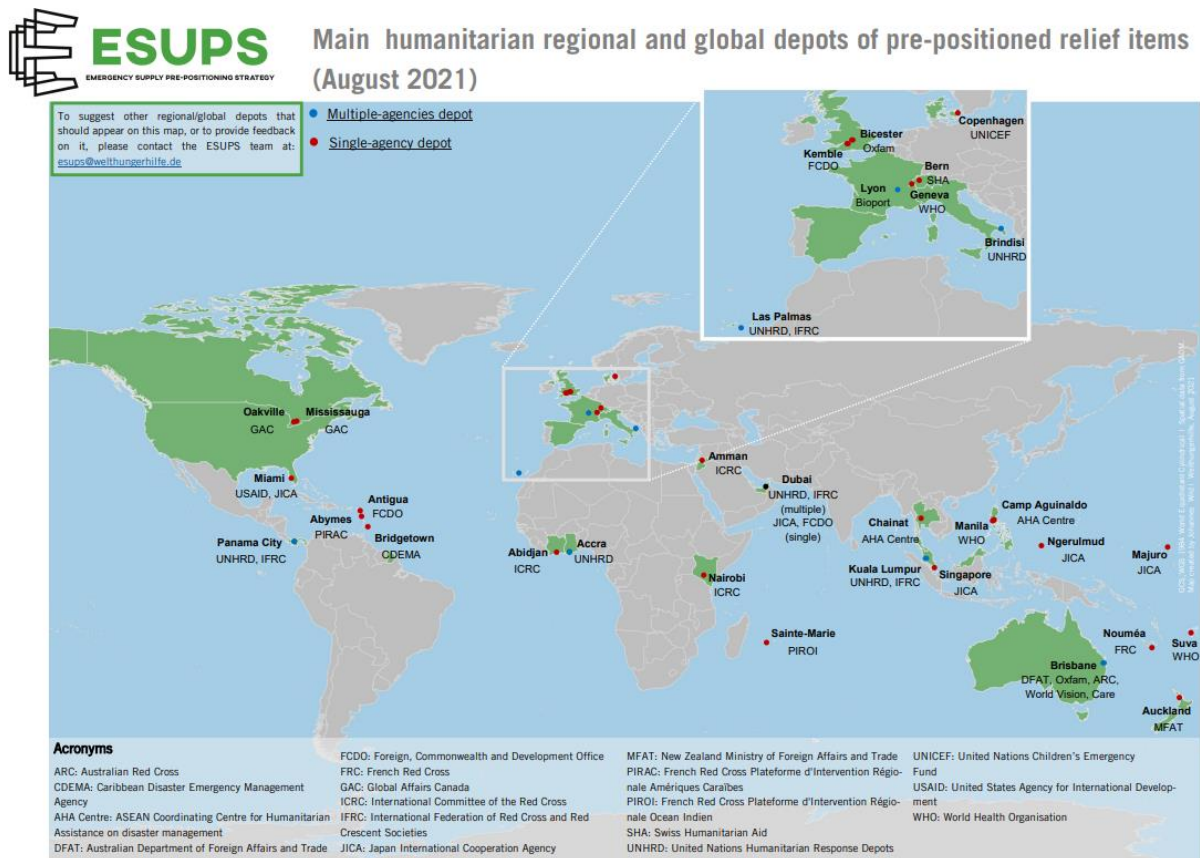 ESUPS
EMERGENCY SUPPLY PRE-POSITIONING STRATEGY
Main humanitarian regional and global depots of pre-positioned relief items
(August 2021)
To suggest other regional/global depots that
should appear on this map, or to provide feedback
on it, please contact the ESUPS team at:
esups@welthungerhilfe.de
Multiple-agencies depot
Single-agency depot
Copenhagen
UNICEF
Bicester
Oxfam
Kemble
FCDO
Bern
SHA
Lyon
Bioport
Geneva
WHO
Brindisi
UNHRD
Las Palmas
UNHRD, IFRC
Oakville
GAC
Mississauga
GAC
Miami
USAID, JICA
Antigua
FCDO
Abymes
PIRAC
Bridgetown
CDEMA
Panama City
UNHRD, IFRC
Abidjan
ICRC
Accra
UNHRD
Amman
ICRC
Dubai
UNHRD, IFRC
(multiple)
JICA, FCDO
(single)
Nairobi
ICRC
Sainte-Marie
PIROI
Chainat
AHA Centre
Camp Aguinaldo
AHA Centre
Manila
WHO
Kuala Lumpur
UNHRD, IFRC
Singapore
JICA
Ngerulmud
JICA
Majuro
JICA
Nouméa
FRC
Suva
WHO
Brisbane
DFAT, Oxfam, ARC,
World Vision, Care
Auckland
MFAT
Acronyms
ARC: Australian Red Cross
CDEMA: Caribbean Disaster Emergency Management
Agency
AHA Centre: ASEAN Coordinating Centre for Humanitarian
Assistance on disaster management
DFAT: Australian Department of Foreign Affairs and Trade
FCDO: Foreign, Commonwealth and Development Office
FRC: French Red Cross
GAC: Global Affairs Canada
ICRC: International Committee of the Red Cross
IFRC: International Federation of Red Cross and Red
Crescent Societies
JICA: Japan International Cooperation Agency
MFAT: New Zealand Ministry of Foreign Affairs and Trade
PIRAC: French Red Cross Plateforme d'Intervention Régio-
nale Amériques Caraïbes
PIROI: French Red Cross Plateforme d'Intervention Régio-
nale Ocean Indien
SHA: Swiss Humanitarian Aid
UNHRD: United Nations Humanitarian Response Depots
UNICEF: United Nations Children's Emergency
Fund
USAID: United States Agency for International Develop-
ment
WHO: World Health Organisation